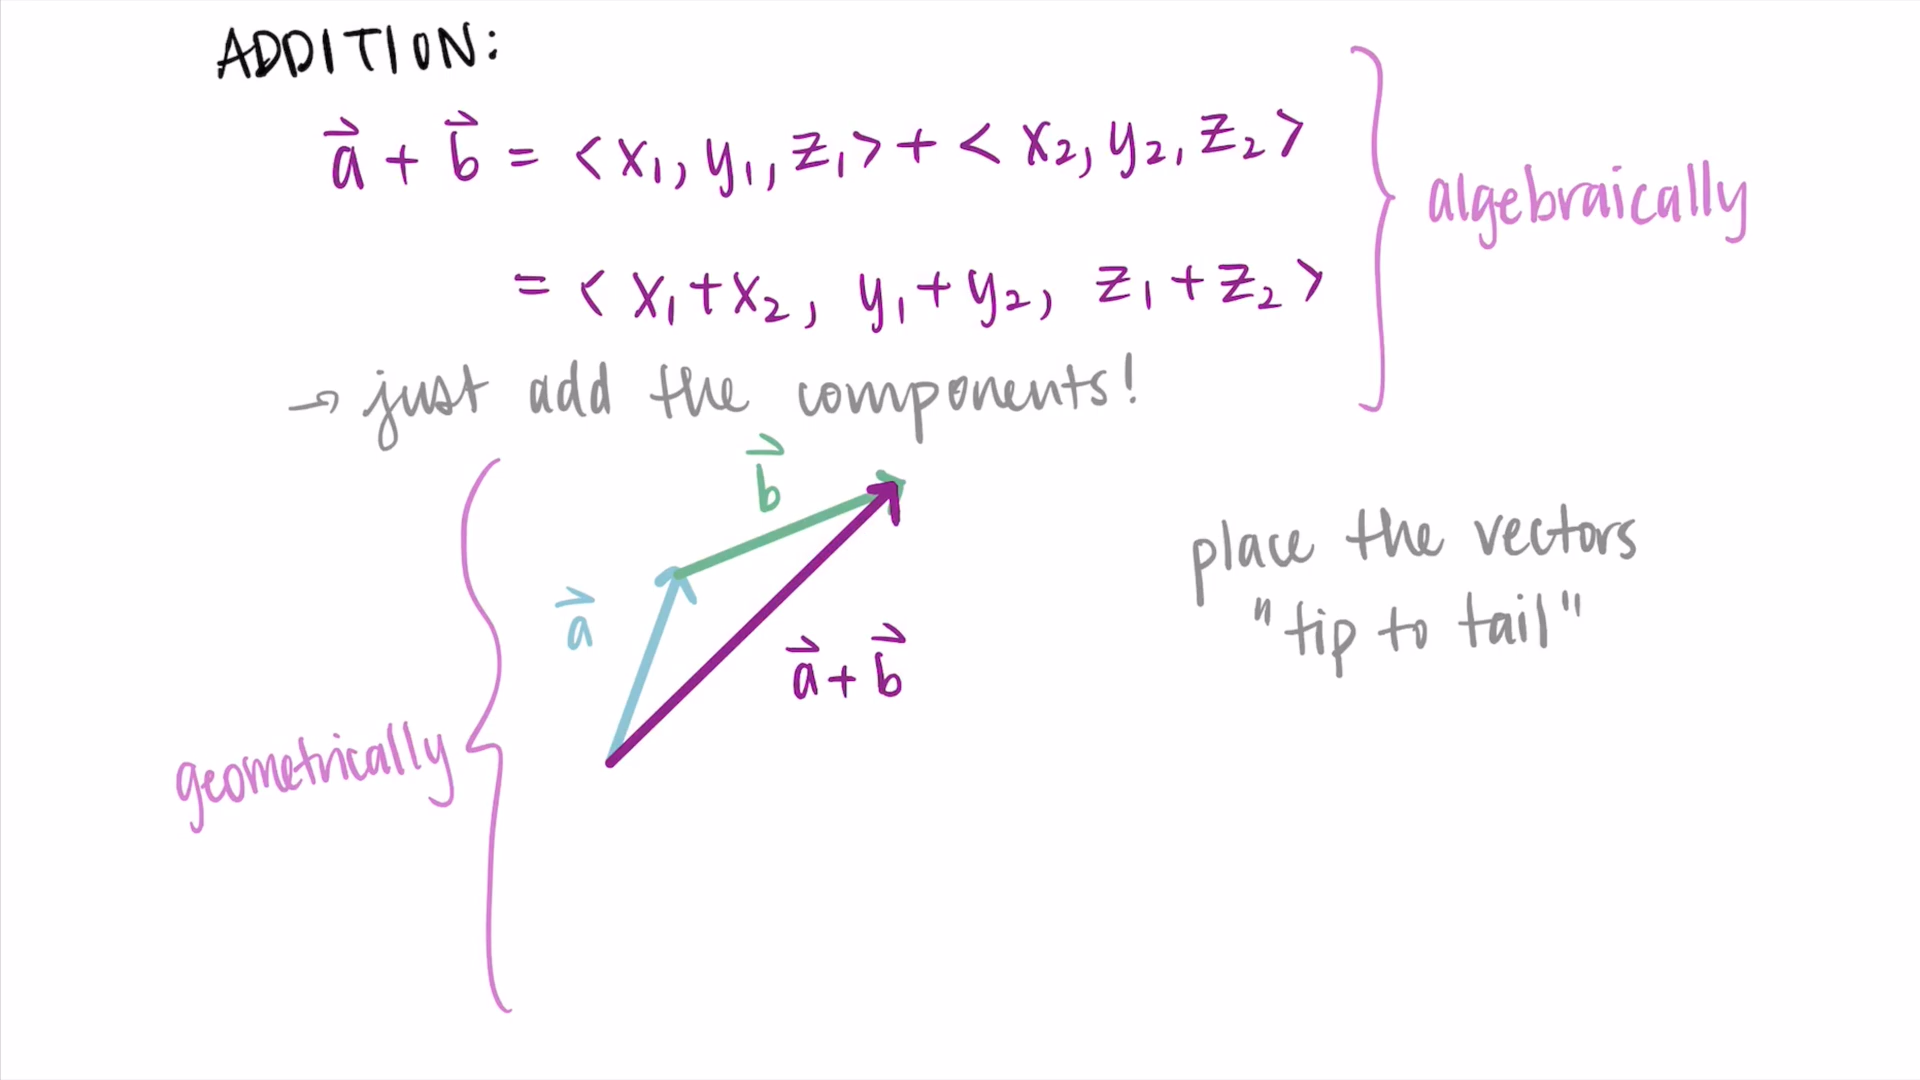 ADDITION:
a⃗ + b⃗ = <x₁, y₁, z₁> + <x₂, y₂, z₂>
= <x₁+x₂, y₁+y₂, z₁+z₂>
algebraically
→ just add the components!
b⃗
a⃗
a⃗+b⃗
place the vectors
"tip to tail"
geometrically